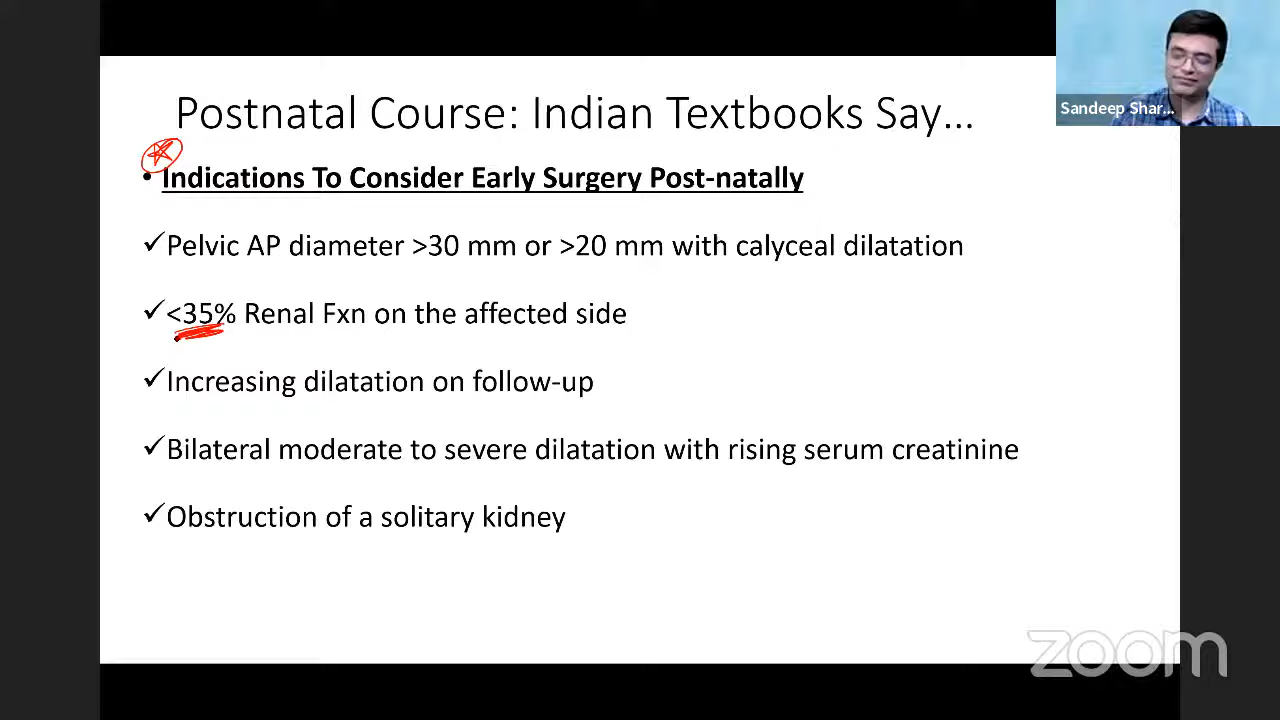 Postnatal Course: Indian Textbooks Say…
• Indications To Consider Early Surgery Post-natally
✓Pelvic AP diameter >30 mm or >20 mm with calyceal dilatation
✓<35% Renal Fxn on the affected side
✓Increasing dilatation on follow-up
✓Bilateral moderate to severe dilatation with rising serum creatinine
✓Obstruction of a solitary kidney
Sandeep Shar...
zoom